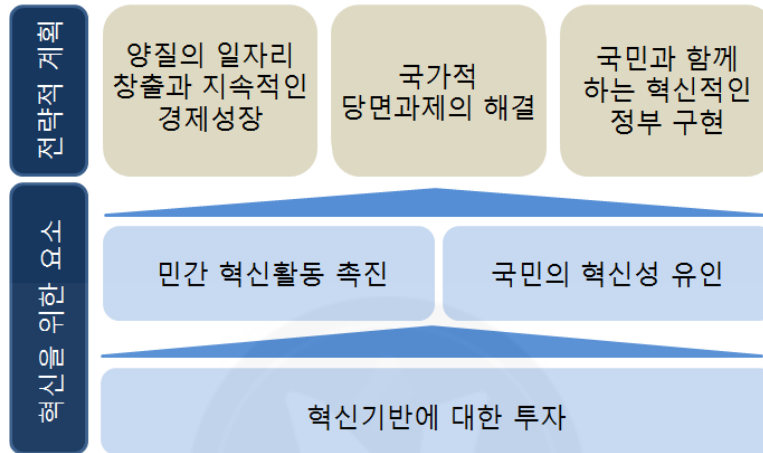 전략적 계획
양질의 일자리
창출과 지속적인
경제성장
국가적
당면과제의 해결
국민과 함께
하는 혁신적인
정부 구현
혁신을 위한 요소
민간 혁신활동 촉진
국민의 혁신성 유인
혁신기반에 대한 투자